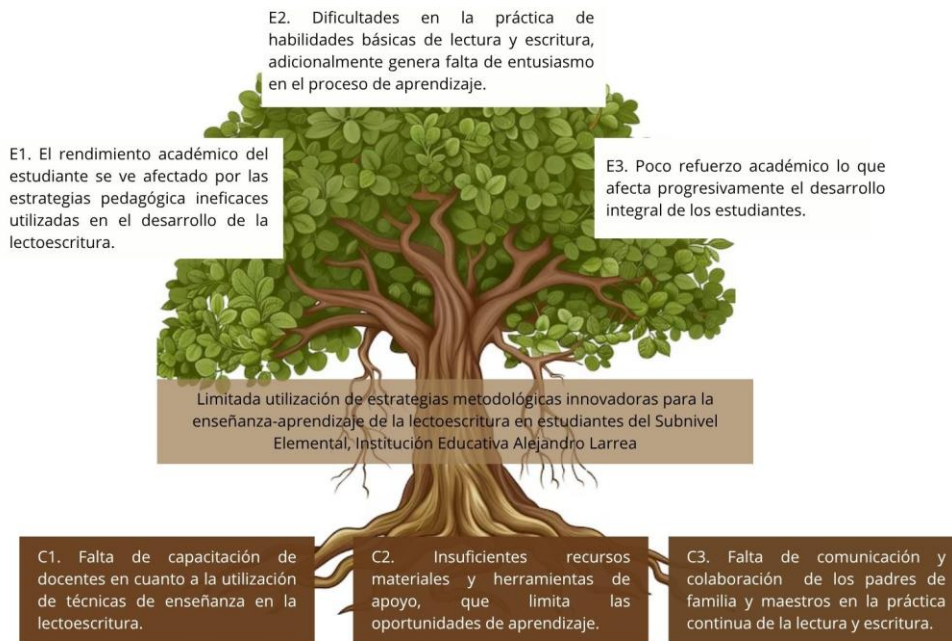 E2. Dificultades en la práctica de
habilidades básicas de lectura y escritura,
adicionalmente genera falta de entusiasmo
en el proceso de aprendizaje.
E1. El rendimiento académico del
estudiante se ve afectado por las
estrategias pedagógica ineficaces
utilizadas en el desarrollo de la
lectoescritura.
E3. Poco refuerzo académico lo que
afecta progresivamente el desarrollo
integral de los estudiantes.
Limitada utilización de estrategias metodológicas innovadoras para la
enseñanza-aprendizaje de la lectoescritura en estudiantes del Subnivel
Elemental, Institución Educativa Alejandro Larrea
C1. Falta de capacitación de
docentes en cuanto a la utilización
de técnicas de enseñanza en la
lectoescritura.
C2. Insuficientes recursos
materiales y herramientas de
apoyo, que limita las
oportunidades de aprendizaje.
C3. Falta de comunicación y
colaboración de los padres de
familia y maestros en la práctica
continua de la lectura y escritura.